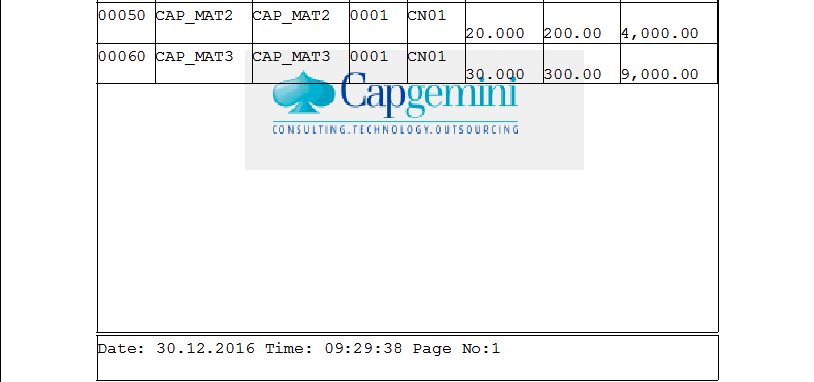 00050 CAP_MAT2 CAP_MAT2 0001 CN01 20.000 200.00 4,000.00
00060 CAP_MAT3 CAP_MAT3 0001 CN01 30.000 300.00 9,000.00
Capgemini
CONSULTING.TECHNOLOGY.OUTSOURCING
Date: 30.12.2016 Time: 09:29:38 Page No:1